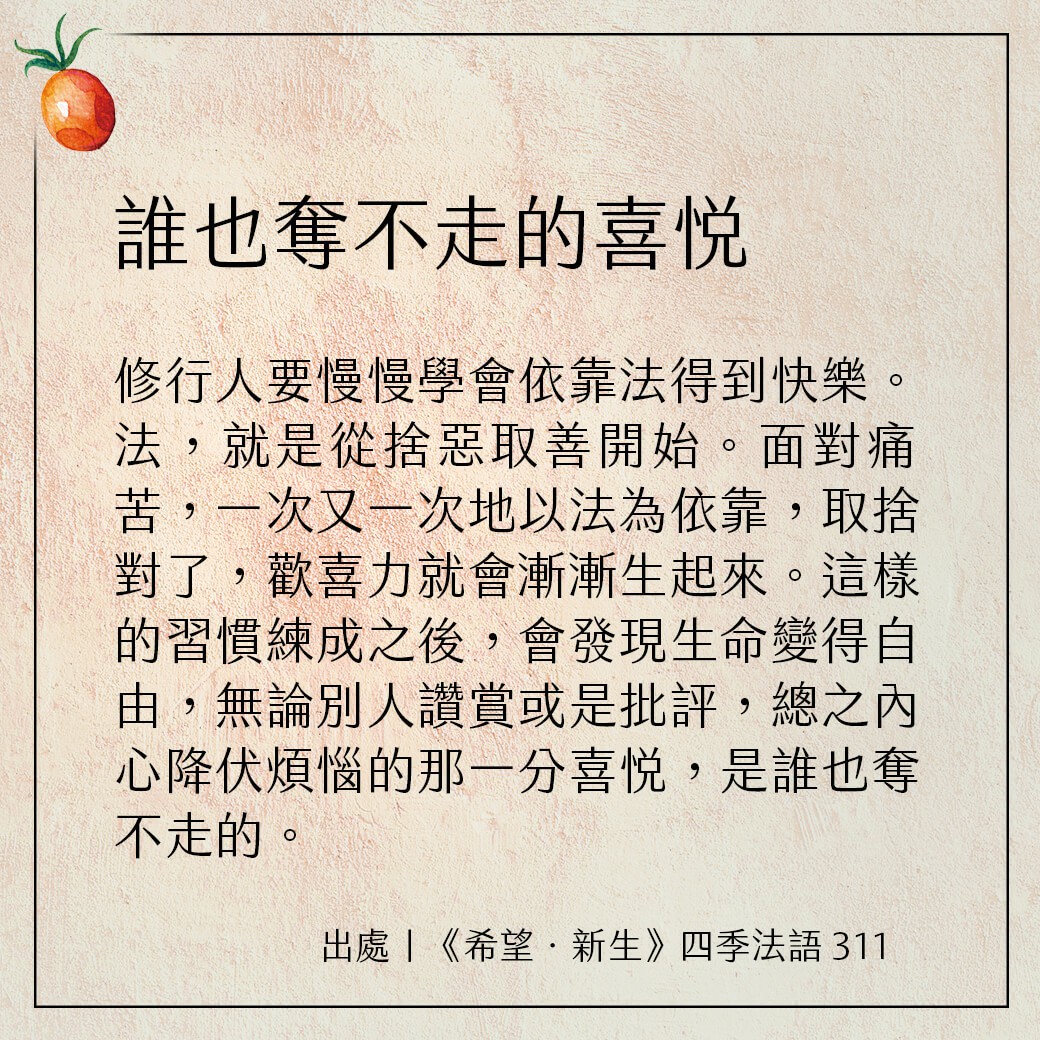 誰也奪不走的喜悅
修行人要慢慢學會依靠法得到快樂。
法，就是從捨惡取善開始。面對痛
苦，一次又一次地以法為依靠，取捨
對了，歡喜力就會漸漸生起來。這樣
的習慣練成之後，會發現生命變得自
由，無論別人讚賞或是批評，總之內
心降伏煩惱的那一分喜悅，是誰也奪
不走的。
出處｜《希望．新生》四季法語 311